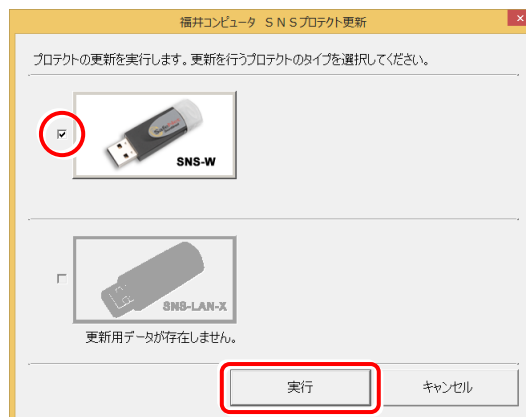 福井コンピュータ SNSプロテクト更新
プロテクトの更新を実行します。更新を行うプロテクトのタイプを選択してください。
SNS-W
SNS-LAN-X
更新用データが存在しません。
実行
キャンセル